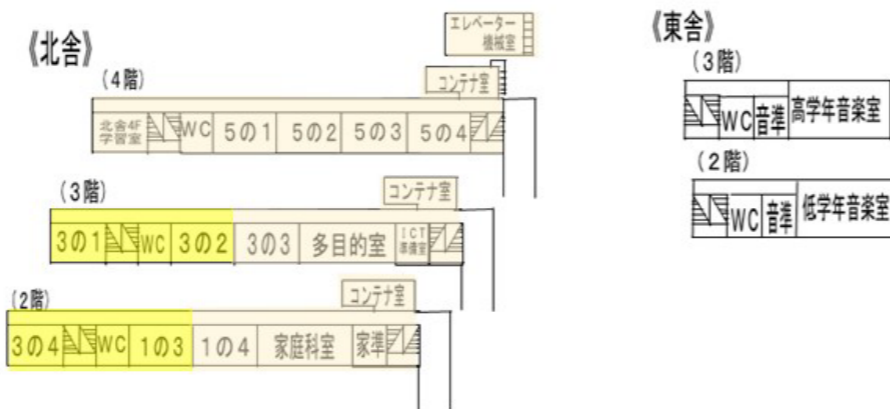 《北舎》
エレベーター
機械室
(4階)
コンテナ室
北舎4F
学習室
WC
5の1
5の2
5の3
5の4
(3階)
コンテナ室
3の1
WC
3の2
3の3
多目的室
ICT
準備室
(2階)
コンテナ室
3の4
WC
1の3
1の4
家庭科室
家準
《東舎》
(3階)
WC
音準
高学年音楽室
(2階)
WC
音準
低学年音楽室